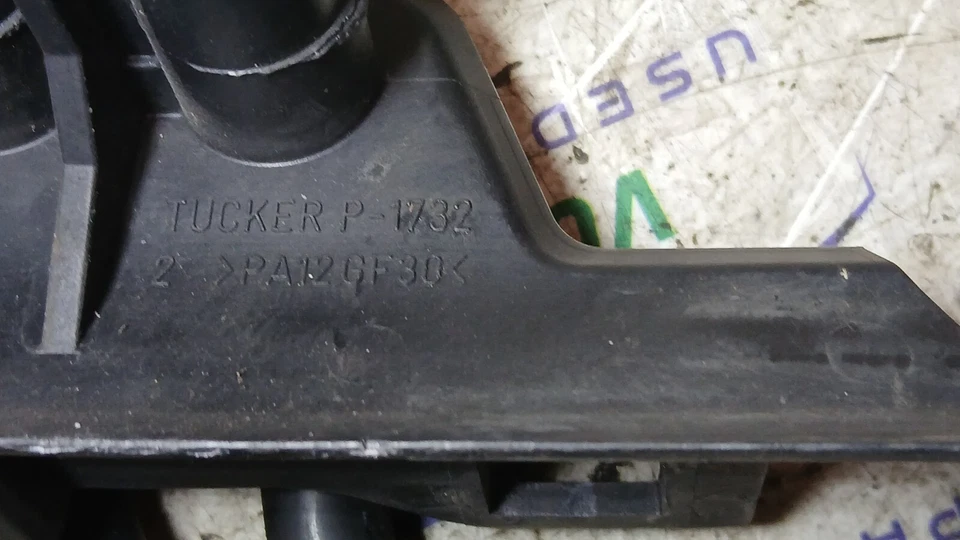 TUCKER P-1732
2 >PA12GF30<
USED